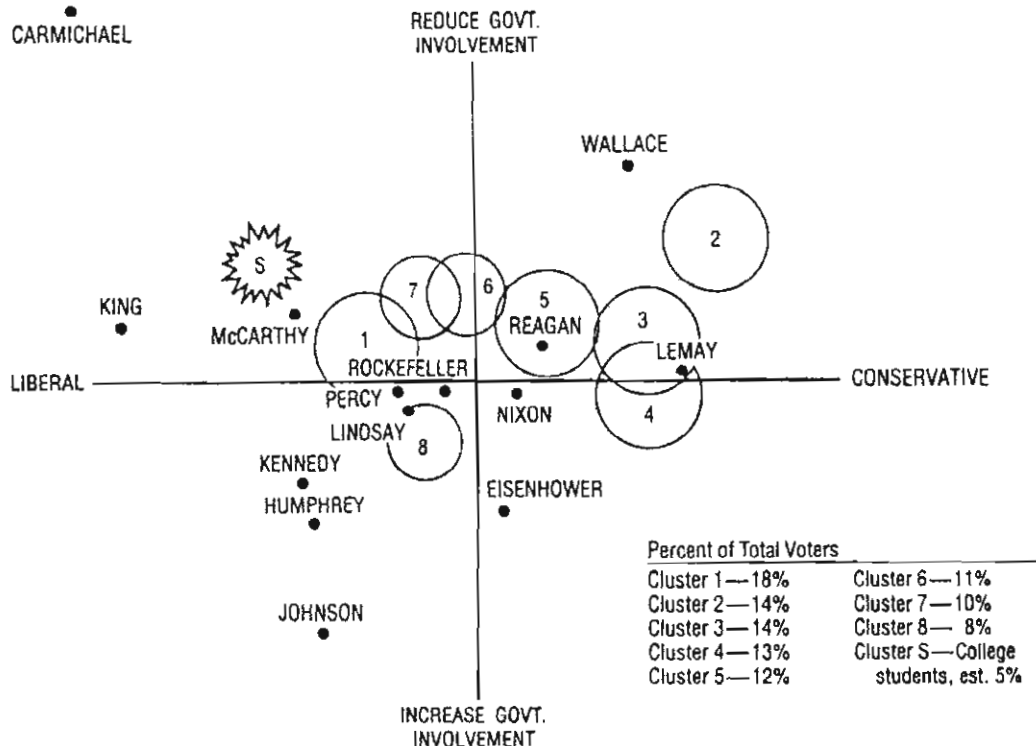 CARMICHAEL
REDUCE GOVT.
INVOLVEMENT
WALLACE
2
S
7
6
5
KING
McCARTHY
1
REAGAN
3
ROCKEFELLER
LEMAY
LIBERAL
CONSERVATIVE
PERCY
NIXON
LINDSAY
4
8
KENNEDY
HUMPHREY
EISENHOWER
JOHNSON
Percent of Total Voters
Cluster 1—18%
Cluster 2—14%
Cluster 3—14%
Cluster 4—13%
Cluster 5—12%
Cluster 6—11%
Cluster 7—10%
Cluster 8— 8%
Cluster S—College
students, est. 5%
INCREASE GOVT.
INVOLVEMENT